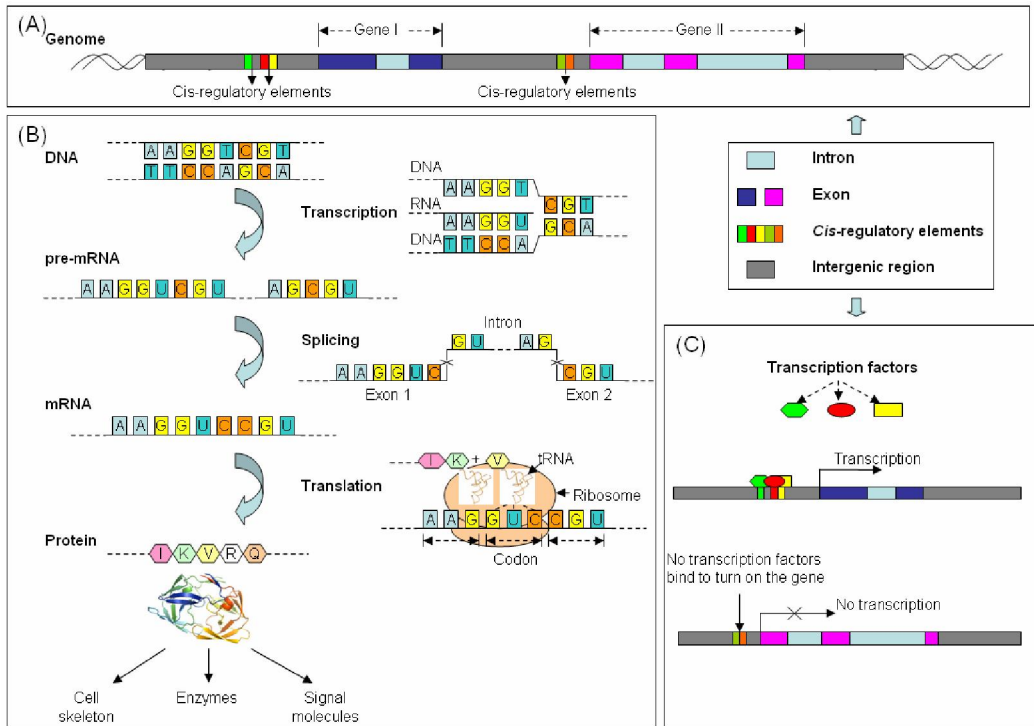 (A)
Genome
Gene I
Gene II
Cis-regulatory elements
Cis-regulatory elements
(B)
DNA
A A G G T C G T
T T C C A G C A
Transcription
DNA
A A G G T
C G T
RNA
A A G G U
G C A
DNA
T T C C A
pre-mRNA
A A G G U C G U
A G C G U
Splicing
Intron
G U
A G
A A G G U C
C G U
Exon 1
Exon 2
mRNA
A A G G U C C G U
Translation
I K + V
tRNA
Ribosome
A A G G U C C G U
Codon
Protein
I K V R Q
Cell
skeleton
Enzymes
Signal
molecules
Intron
Exon
Cis-regulatory elements
Intergenic region
(C)
Transcription factors
Transcription
No transcription factors
bind to turn on the gene
No transcription